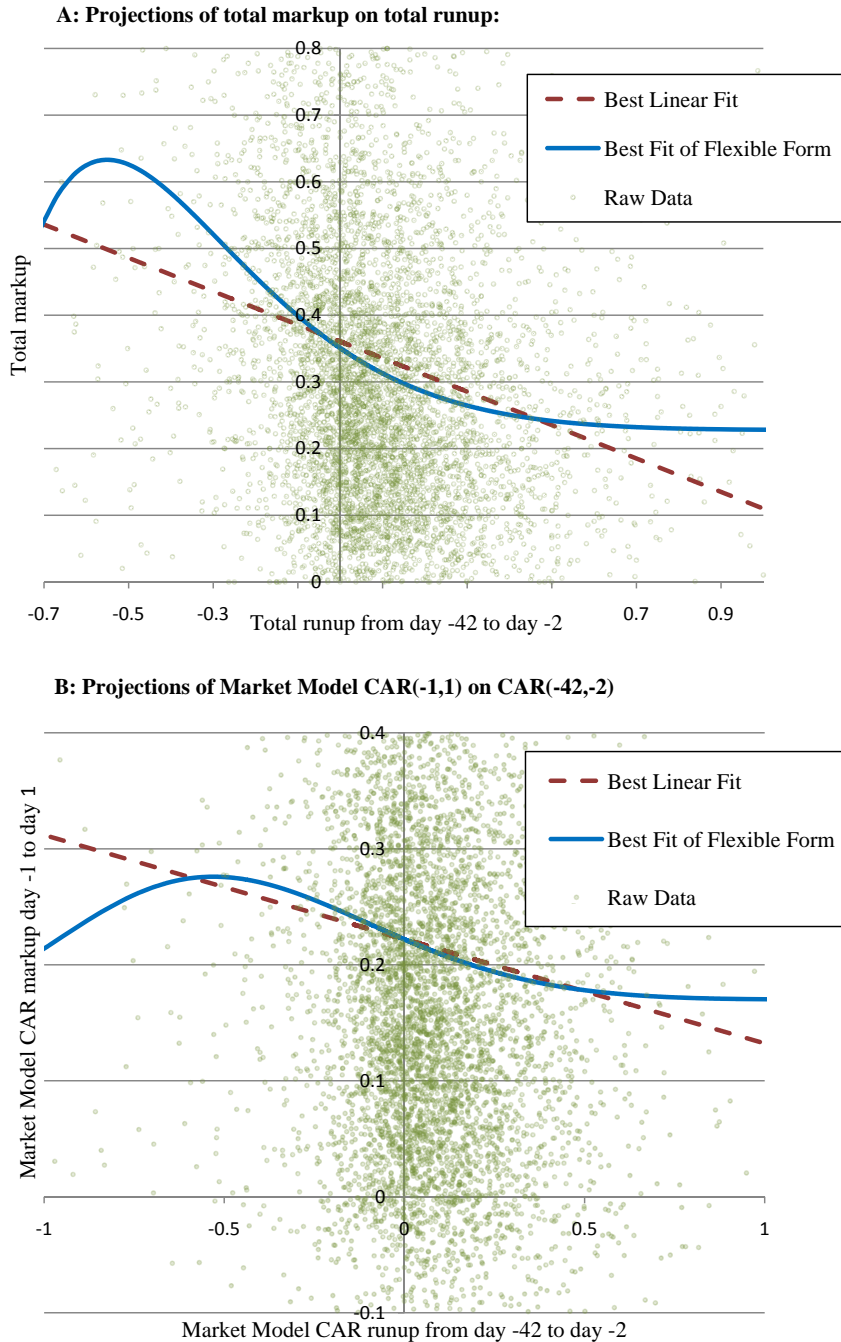 A: Projections of total markup on total runup:
0.8
Best Linear Fit
0.7
Best Fit of Flexible Form
0.6
Raw Data
0.5
0.4
Total markup
0.3
0.2
0.1
0
-0.7 -0.5 -0.3 0.7 0.9
Total runup from day -42 to day -2
B: Projections of Market Model CAR(-1,1) on CAR(-42,-2)
0.4
Best Linear Fit
0.3
Best Fit of Flexible Form
Raw Data
0.2
Market Model CAR markup day -1 to day 1
0.1
0
-1 -0.5 0 0.5 1
-0.1
Market Model CAR runup from day -42 to day -2